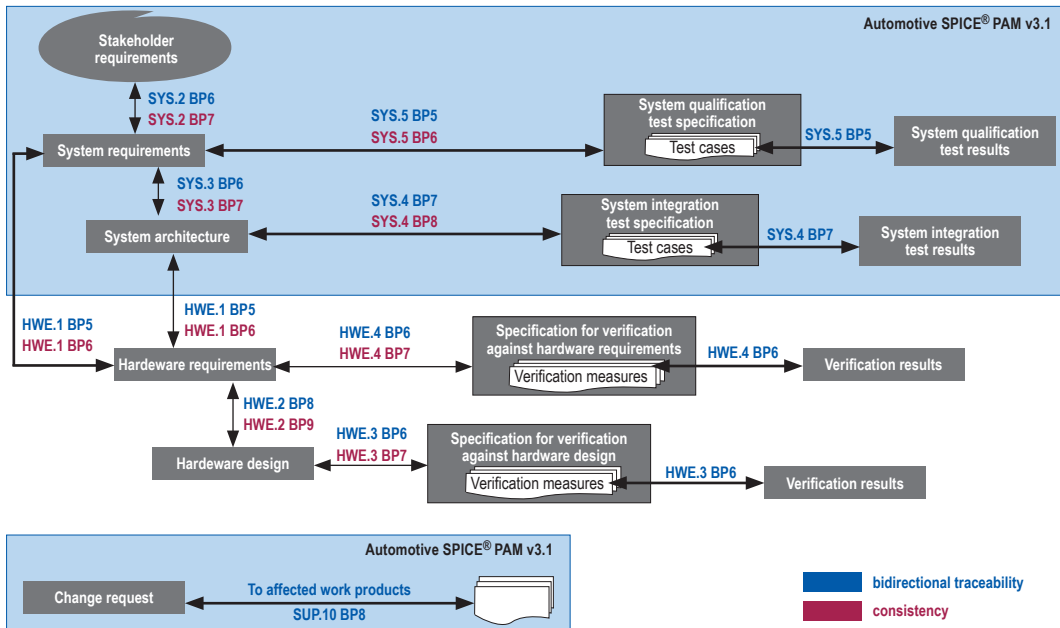 Automotive SPICE® PAM v3.1
Stakeholder
requirements
SYS.2 BP6
SYS.2 BP7
System requirements
SYS.5 BP5
SYS.5 BP6
System qualification
test specification
Test cases
SYS.5 BP5
System qualification
test results
SYS.3 BP6
SYS.3 BP7
System architecture
SYS.4 BP7
SYS.4 BP8
System integration
test specification
Test cases
SYS.4 BP7
System integration
test results
HWE.1 BP5
HWE.1 BP6
HWE.1 BP5
HWE.1 BP6
Hardware requirements
HWE.4 BP6
HWE.4 BP7
Specification for verification
against hardware requirements
Verification measures
HWE.4 BP6
Verification results
HWE.2 BP8
HWE.2 BP9
Hardeware design
HWE.3 BP6
HWE.3 BP7
Specification for verification
against hardware design
Verification measures
HWE.3 BP6
Verification results
Automotive SPICE® PAM v3.1
Change request
To affected work products
SUP.10 BP8
bidirectional traceability
consistency